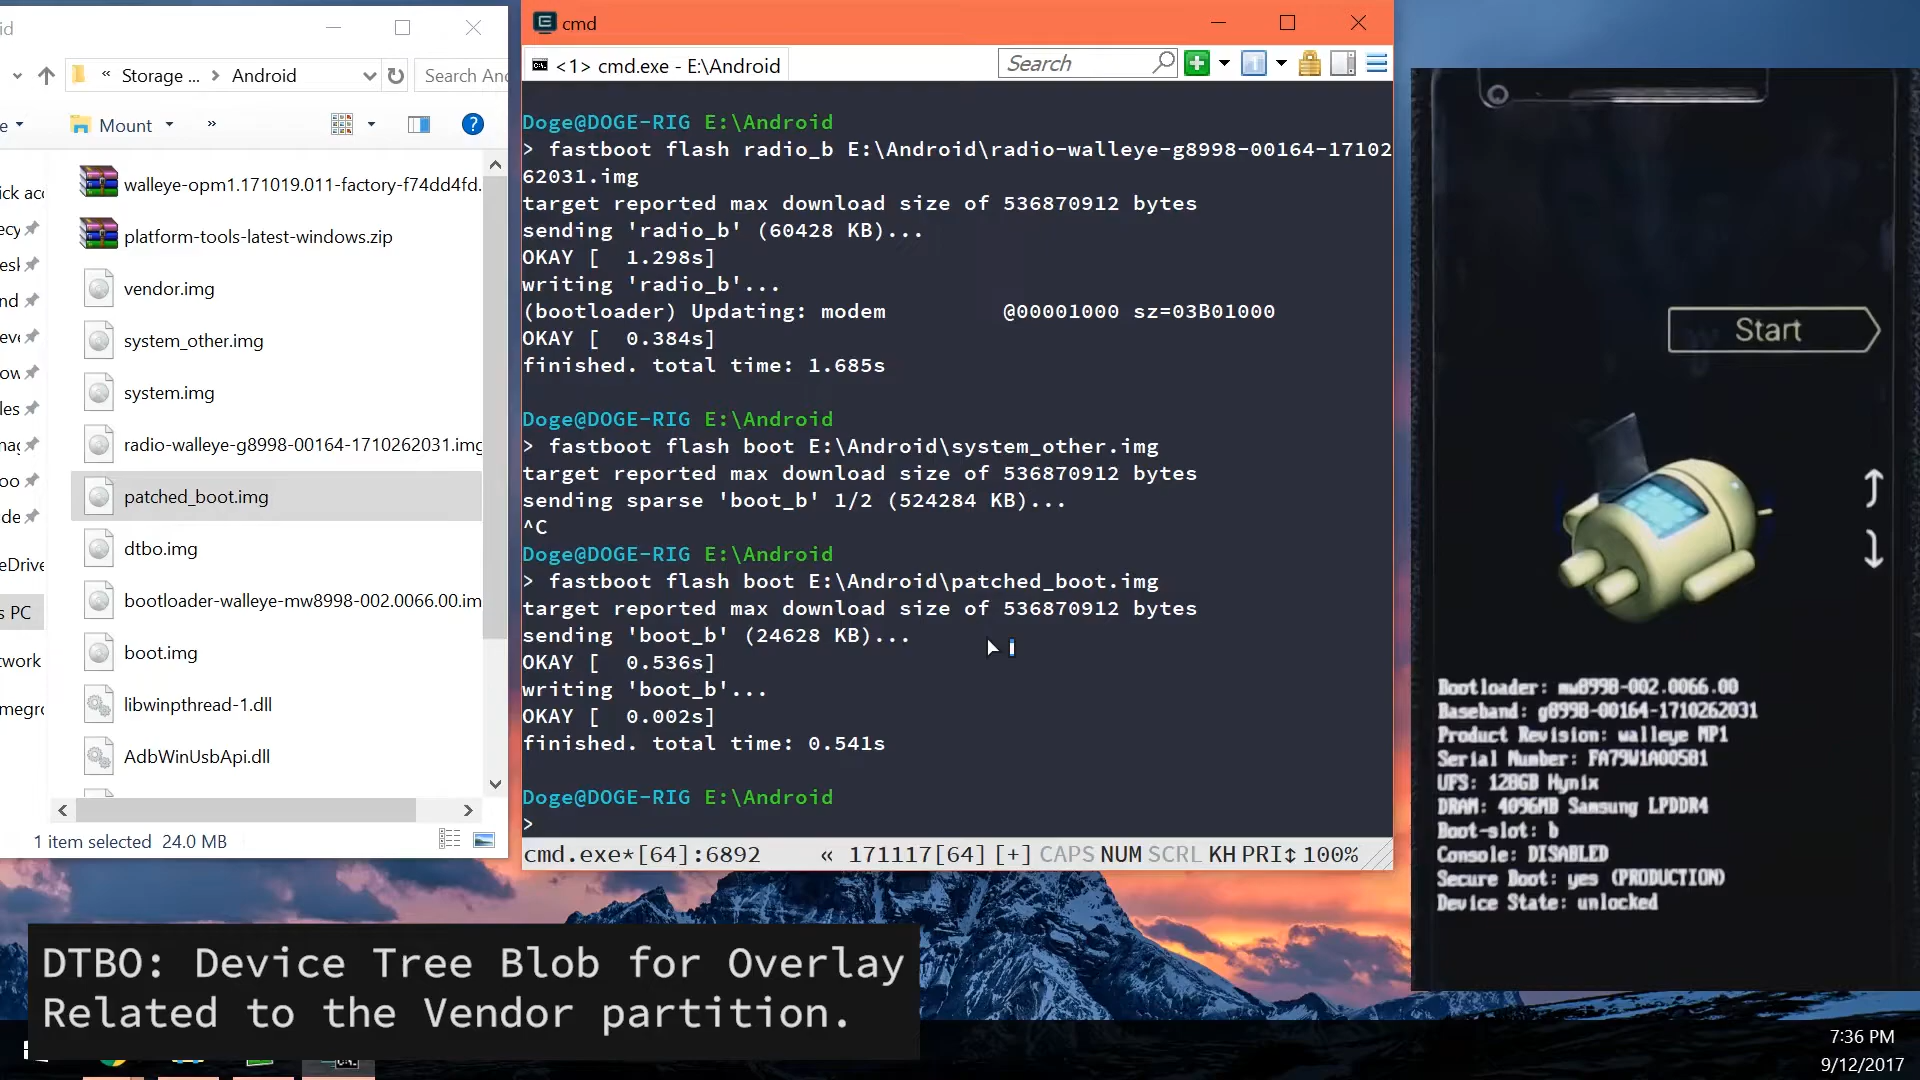 id
Storage ... > Android
Search And
Mount
»
walleye-opm1.171019.011-factory-f74dd4fd.
platform-tools-latest-windows.zip
vendor.img
system_other.img
system.img
radio-walleye-g8998-00164-1710262031.img
patched_boot.img
dtbo.img
bootloader-walleye-mw8998-002.0066.00.im
boot.img
libwinpthread-1.dll
AdbWinUsbApi.dll
1 item selected 24.0 MB
cmd
<1> cmd.exe - E:\Android
Search
Doge@DOGE-RIG E:\Android
> fastboot flash radio_b E:\Android\radio-walleye-g8998-00164-17102
62031.img
target reported max download size of 536870912 bytes
sending 'radio_b' (60428 KB)...
OKAY [  1.298s]
writing 'radio_b'...
(bootloader) Updating: modem         @00001000 sz=03B01000
OKAY [  0.384s]
finished. total time: 1.685s
Doge@DOGE-RIG E:\Android
> fastboot flash boot E:\Android\system_other.img
target reported max download size of 536870912 bytes
sending sparse 'boot_b' 1/2 (524284 KB)...
^C
Doge@DOGE-RIG E:\Android
> fastboot flash boot E:\Android\patched_boot.img
target reported max download size of 536870912 bytes
sending 'boot_b' (24628 KB)...
OKAY [  0.536s]
writing 'boot_b'...
OKAY [  0.002s]
finished. total time: 0.541s
Doge@DOGE-RIG E:\Android
>
cmd.exe*[64]:6892 « 171117[64] [+] CAPS NUM SCRL KH PRI↕ 100%
Start
Bootloader: mw8998-002.0066.00
Baseband: g8998-00164-1710262031
Product Revision: walleye MP1
Serial Number: FA79W1A005B1
UFS: 128GB Hynix
DRAM: 4096MB Samsung LPDDR4
Boot-slot: b
Console: DISABLED
Secure Boot: yes (PRODUCTION)
Device State: unlocked
DTBO: Device Tree Blob for Overlay
Related to the Vendor partition.
7:36 PM
9/12/2017